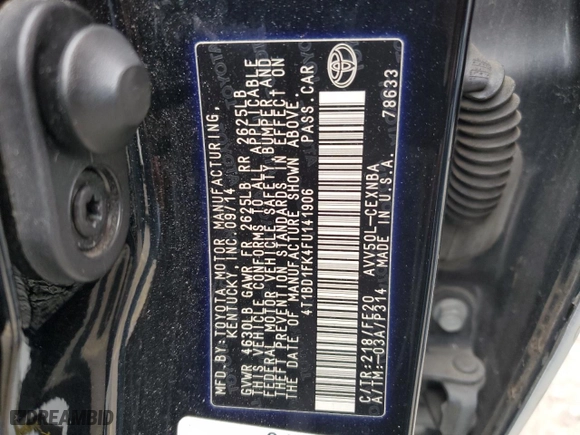 MFD.BY:TOYOTA MOTOR MANUFACTURING,
KENTUCKY, INC. 09/14
GVWR 4630LB GAWR FR 2625LB RR 2625LB
THIS VEHICLE CONFORMS TO ALL APPLICABLE
FEDERAL MOTOR VEHICLE SAFETY, BUMPER, AND
THEFT PREVENTION STANDARDS IN EFFECT ON
THE DATE OF MANUFACTURE SHOWN ABOVE.
4T1BD1FK4FU141906 PASS.CAR
C/TR:218/FE20 AVV50L-CEXNBA
A/TM:-03A/P314 MADE IN U.S.A.
78633
DREAMBID